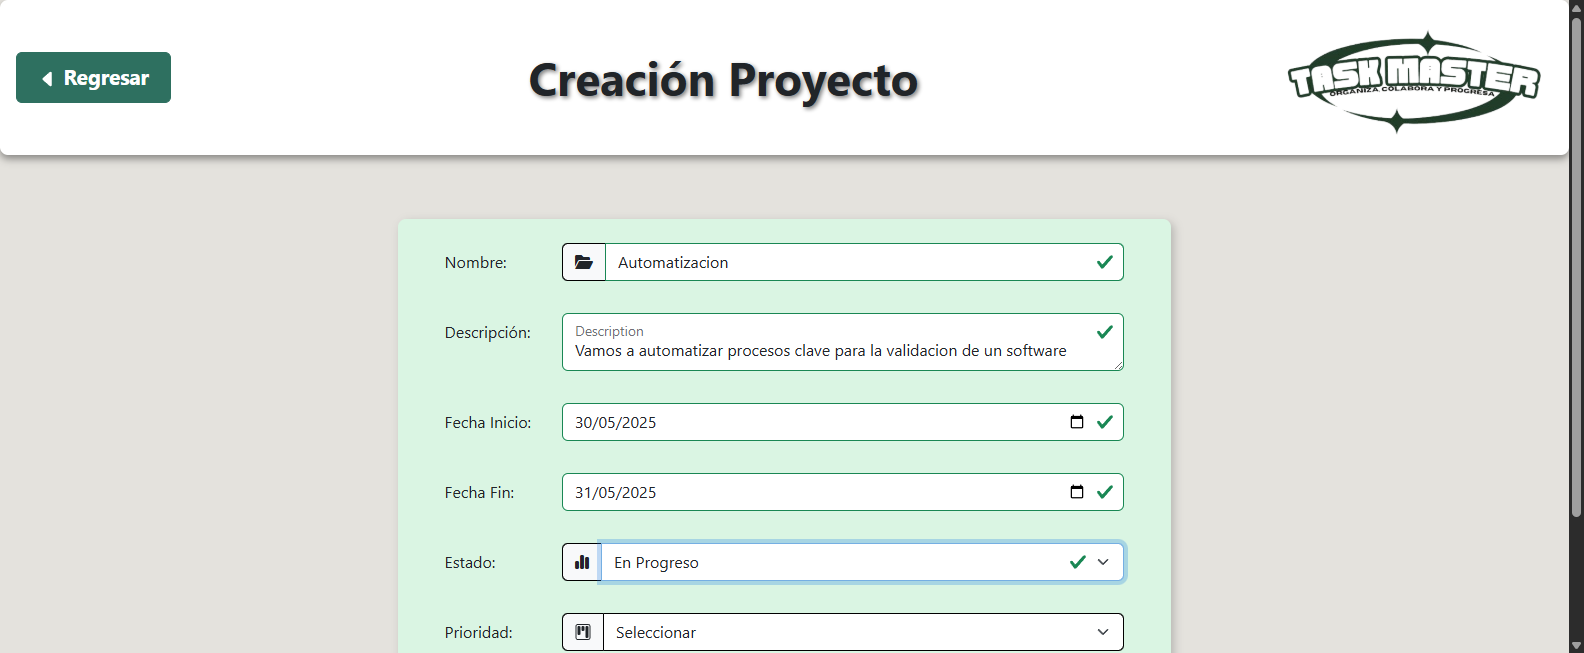 Regresar
Creación Proyecto
TASK MASTER
ORGANIZA COLABORA Y PROGRESA
Nombre:
Automatizacion
Descripción:
Description
Vamos a automatizar procesos clave para la validacion de un software
Fecha Inicio:
30/05/2025
Fecha Fin:
31/05/2025
Estado:
En Progreso
Prioridad:
Seleccionar